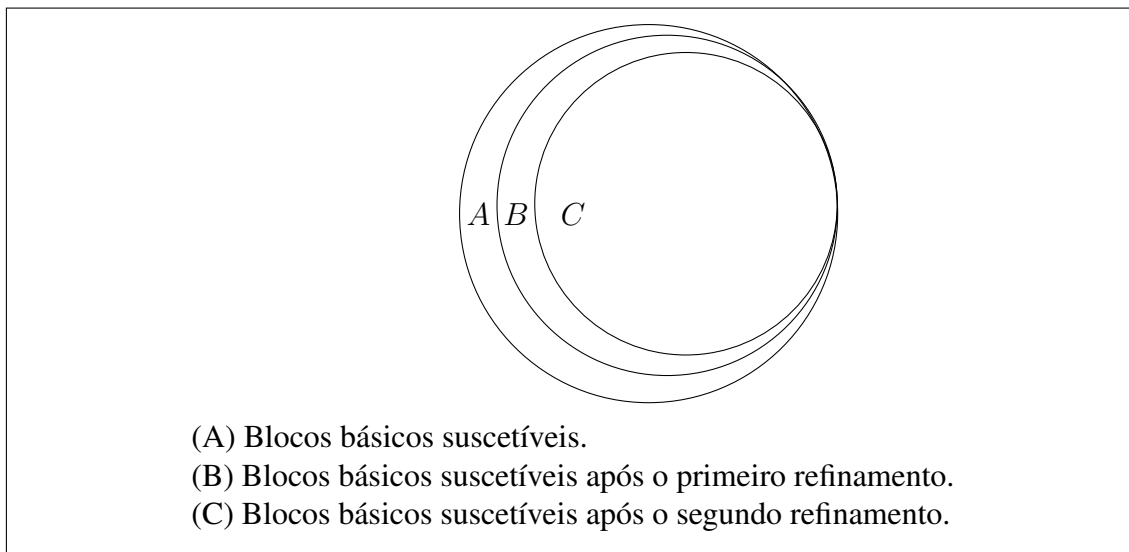 A B C
(A) Blocos básicos suscetíveis.
(B) Blocos básicos suscetíveis após o primeiro refinamento.
(C) Blocos básicos suscetíveis após o segundo refinamento.